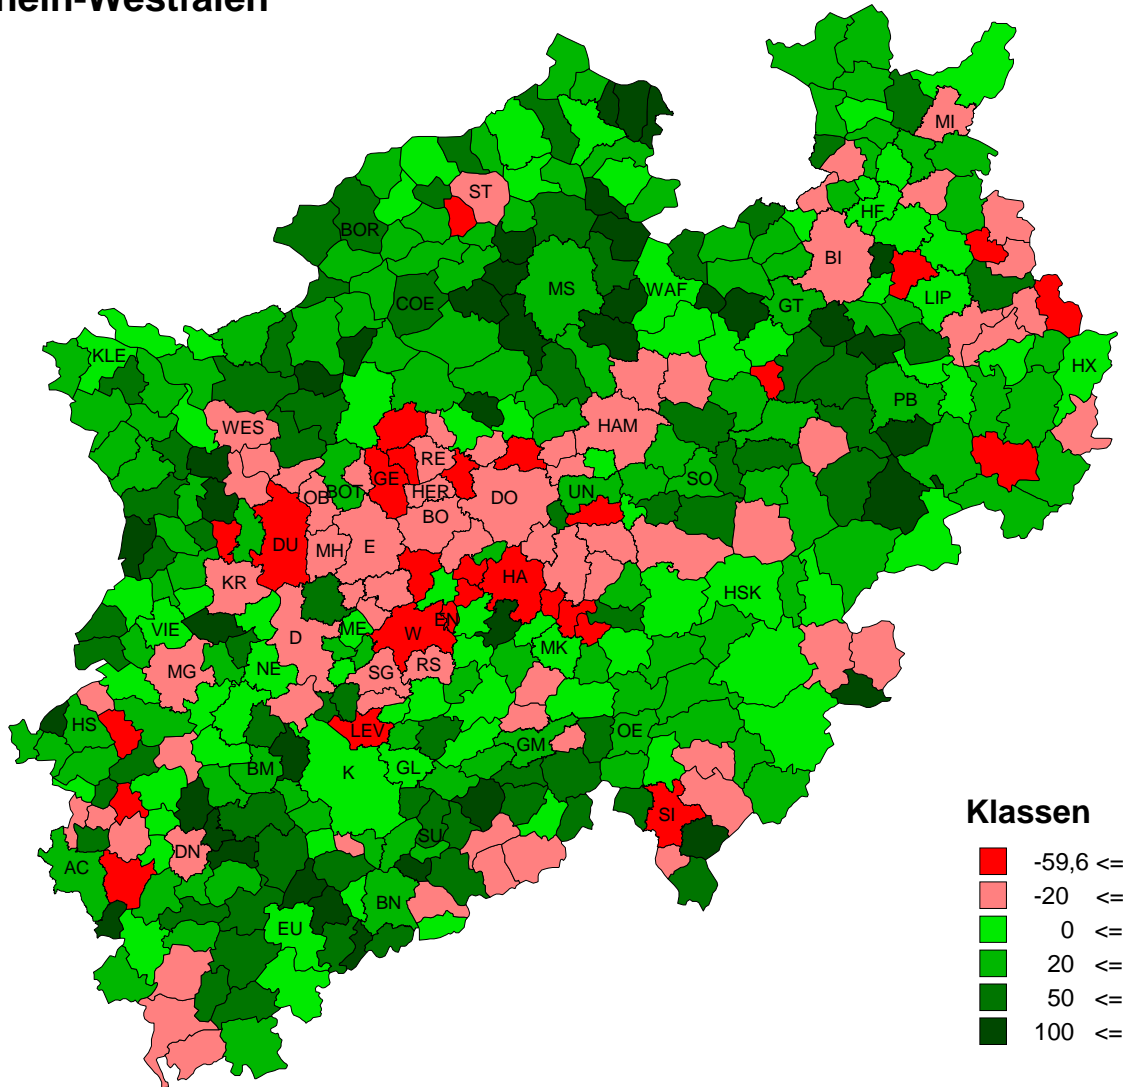 hein-Westfalen
MI
ST
HF
BOR
BI
MS
WAF
LIP
COE
GT
KLE
HX
PB
WES
HAM
RE
GE
SO
OB
BOT
HER
UN
DO
BO
DU
MH
E
HA
KR
HSK
EN
VIE
ME
D
W
MK
RS
NE
MG
SG
HS
LEV
OE
GM
BM
K
GL
Klassen
SI
SU
-59,6 <=
DN
AC
-20 <=
BN
0 <=
EU
20 <=
50 <=
100 <=